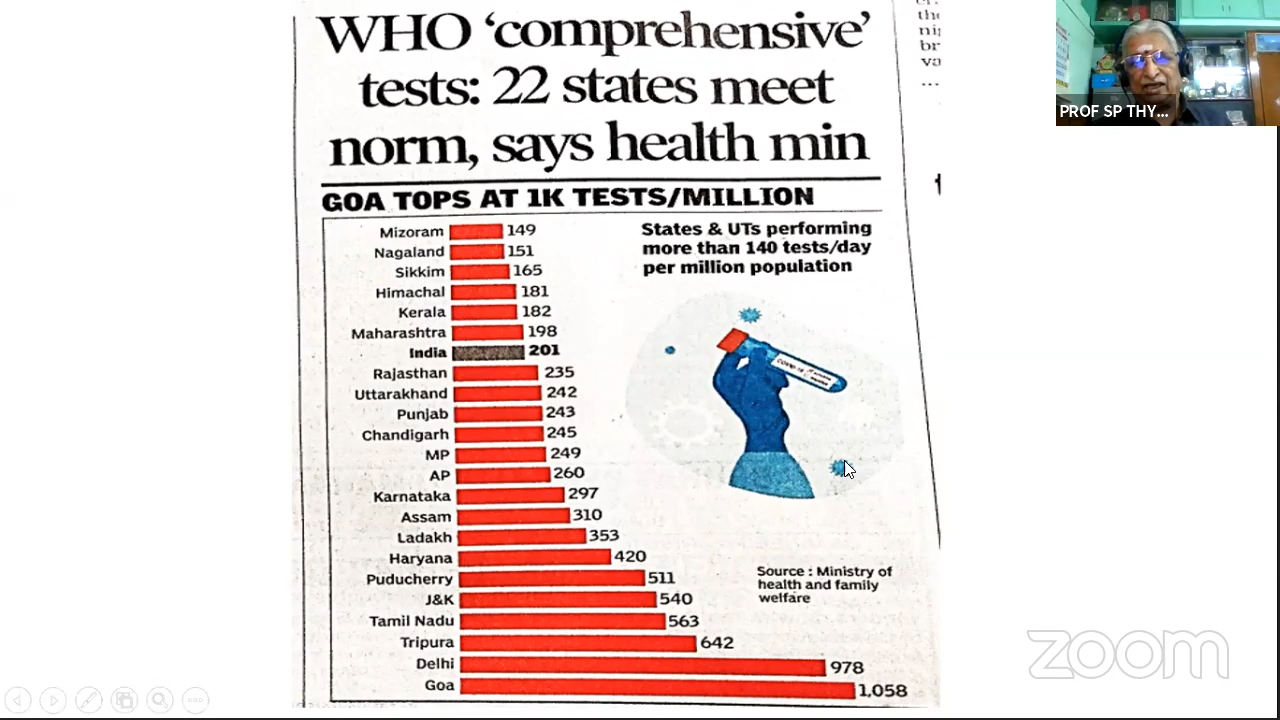 WHO ‘comprehensive’
tests: 22 states meet
norm, says health min
GOA TOPS AT 1K TESTS/MILLION
States & UTs performing
more than 140 tests/day
per million population
Mizoram 149
Nagaland 151
Sikkim 165
Himachal 181
Kerala 182
Maharashtra 198
India 201
Rajasthan 235
Uttarakhand 242
Punjab 243
Chandigarh 245
MP 249
AP 260
Karnataka 297
Assam 310
Ladakh 353
Haryana 420
Puducherry 511
J&K 540
Tamil Nadu 563
Tripura 642
Delhi 978
Goa 1,058
Source : Ministry of
health and family
welfare
PROF SP THY...
zoom